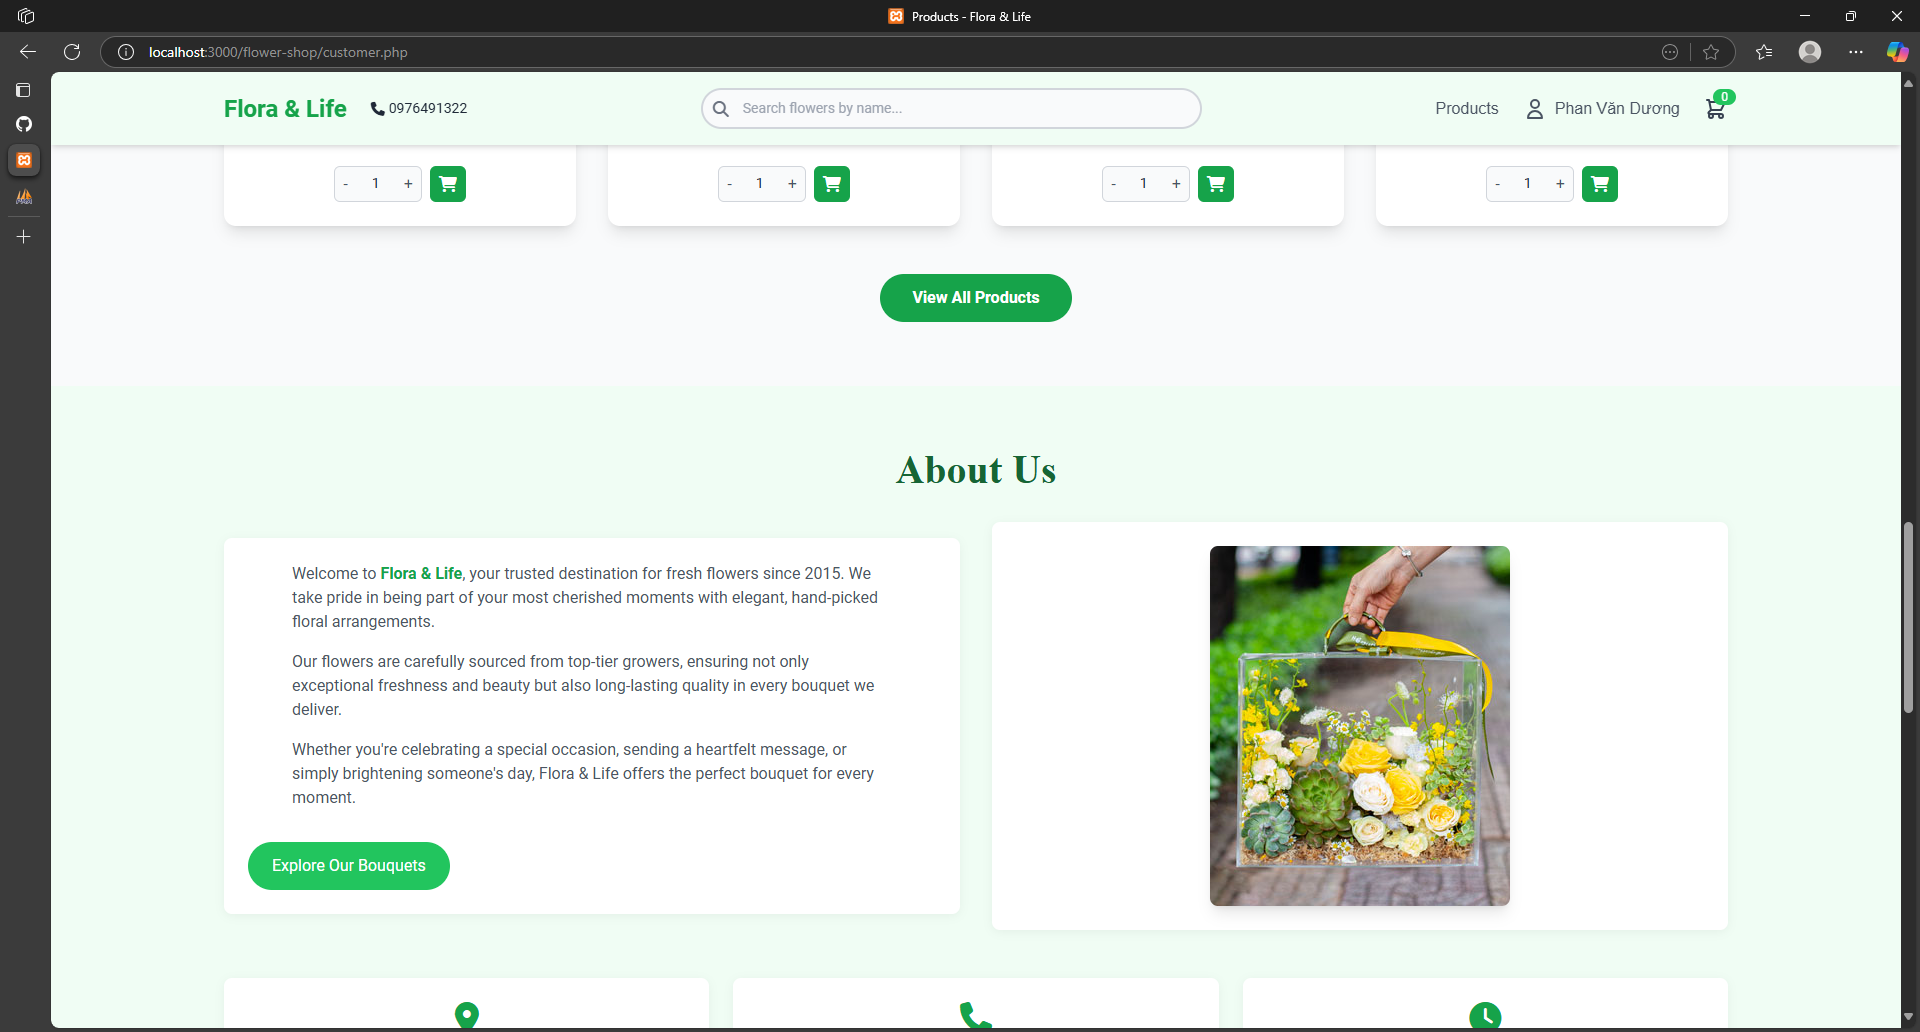 Products - Flora & Life
localhost:3000/flower-shop/customer.php
Flora & Life
0976491322
Search flowers by name...
Products
Phan Văn Dương
0
- 1 +
- 1 +
- 1 +
- 1 +
View All Products
About Us
Welcome to Flora & Life, your trusted destination for fresh flowers since 2015. We
take pride in being part of your most cherished moments with elegant, hand-picked
floral arrangements.
Our flowers are carefully sourced from top-tier growers, ensuring not only
exceptional freshness and beauty but also long-lasting quality in every bouquet we
deliver.
Whether you're celebrating a special occasion, sending a heartfelt message, or
simply brightening someone's day, Flora & Life offers the perfect bouquet for every
moment.
Explore Our Bouquets